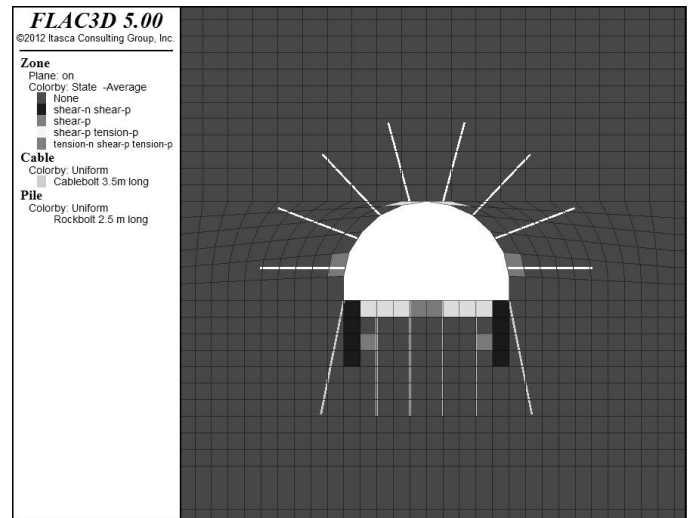 FLAC3D 5.00
©2012 Itasca Consulting Group, Inc.
Zone
Plane: on
Colorby: State -Average
None
shear-n shear-p
shear-p
shear-p tension-p
tension-n shear-p tension-p
Cable
Colorby: Uniform
Cablebolt 3.5m long
Pile
Colorby: Uniform
Rockbolt 2.5 m long